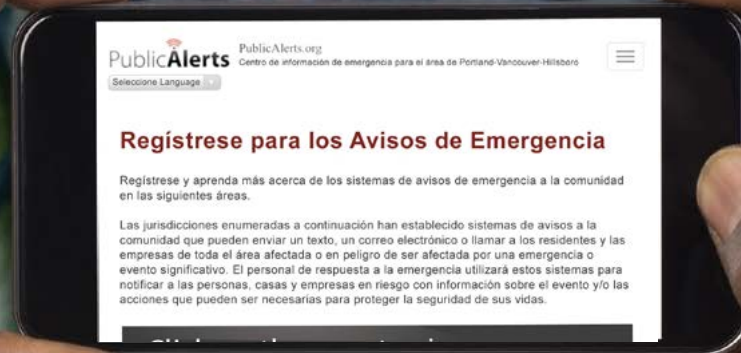 PublicAlerts
PublicAlerts.org
Centro de información de emergencia para el área de Portland-Vancouver-Hillsboro
Seleccione Language
Regístrese para los Avisos de Emergencia
Regístrese y aprenda más acerca de los sistemas de avisos de emergencia a la comunidad
en las siguientes áreas.
Las jurisdicciones enumeradas a continuación han establecido sistemas de avisos a la
comunidad que pueden enviar un texto, un correo electrónico o llamar a los residentes y las
empresas de toda el área afectada o en peligro de ser afectada por una emergencia o
evento significativo. El personal de respuesta a la emergencia utilizará estos sistemas para
notificar a las personas, casas y empresas en riesgo con información sobre el evento y/o las
acciones que pueden ser necesarias para proteger la seguridad de sus vidas.